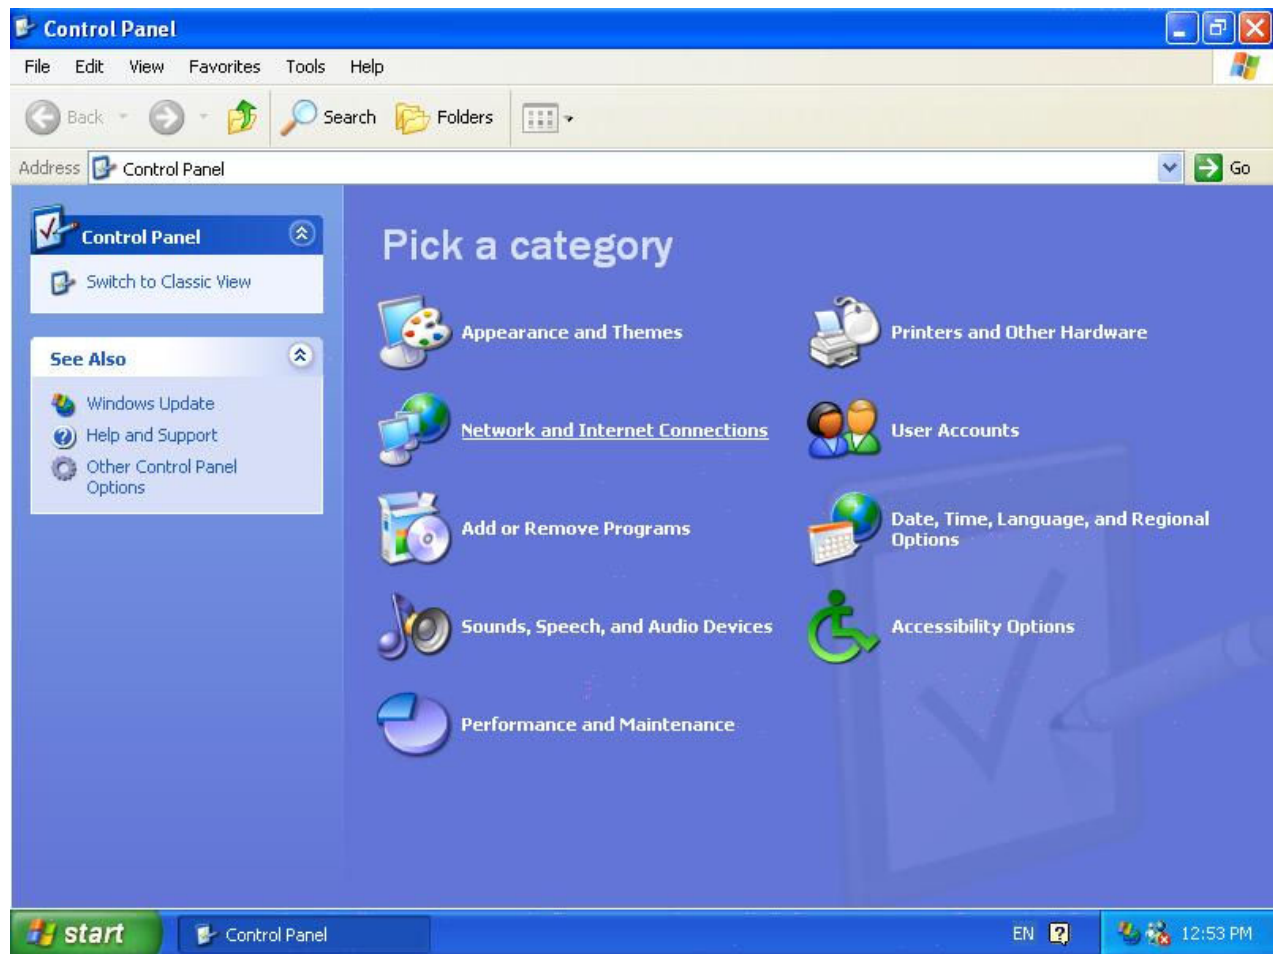 Control Panel
File Edit View Favorites Tools Help
Back Search Folders
Address Control Panel Go
Control Panel
Switch to Classic View
See Also
Windows Update
Help and Support
Other Control Panel
Options
Pick a category
Appearance and Themes
Printers and Other Hardware
Network and Internet Connections
User Accounts
Add or Remove Programs
Date, Time, Language, and Regional
Options
Sounds, Speech, and Audio Devices
Accessibility Options
Performance and Maintenance
start Control Panel EN ? 12:53 PM